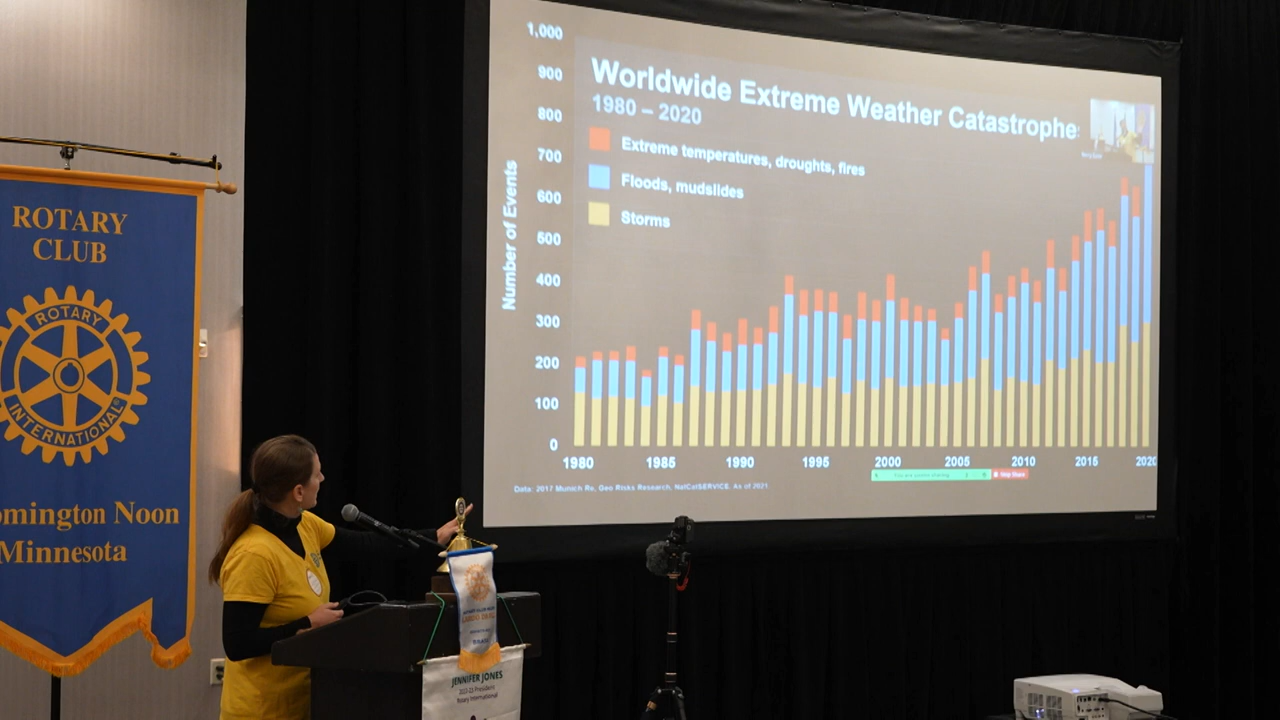 1,000
900
800
700
600
500
400
300
200
100
0
Number of Events
Worldwide Extreme Weather Catastrophe
1980 – 2020
Extreme temperatures, droughts, fires
Floods, mudslides
Storms
1980 1985 1990 1995 2000 2005 2010 2015 2020
Data: 2017 Munich Re, Geo Risks Research, NatCatSERVICE. As of 2021
Stop Share
ROTARY
CLUB
ROTARY
INTERNATIONAL
omington Noon
Minnesota
JENNIFER JONES
2022-23 Presidente
Rotary International